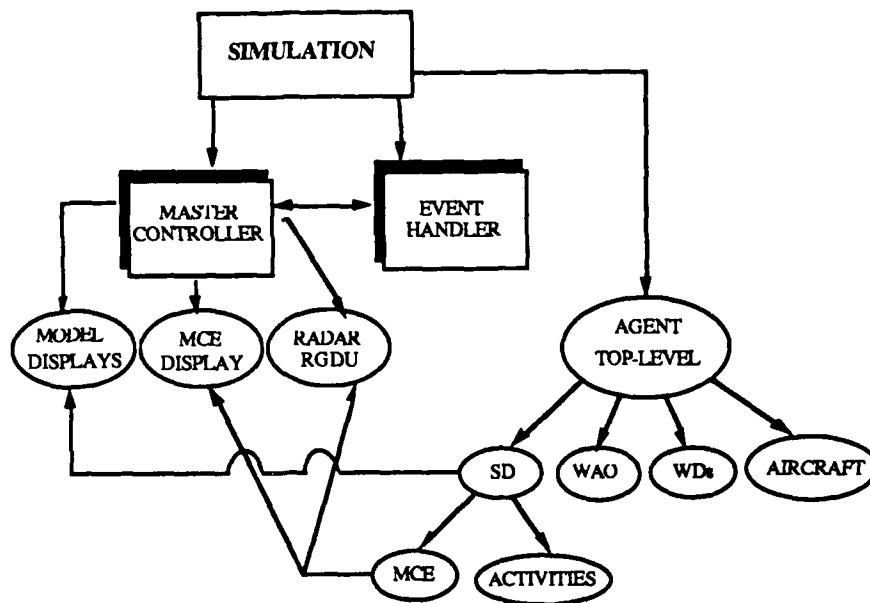 SIMULATION
MASTER
CONTROLLER
EVENT
HANDLER
MODEL
DISPLAYS
MCE
DISPLAY
RADAR
RGDU
AGENT
TOP-LEVEL
SD
WAO
WDs
AIRCRAFT
MCE
ACTIVITIES